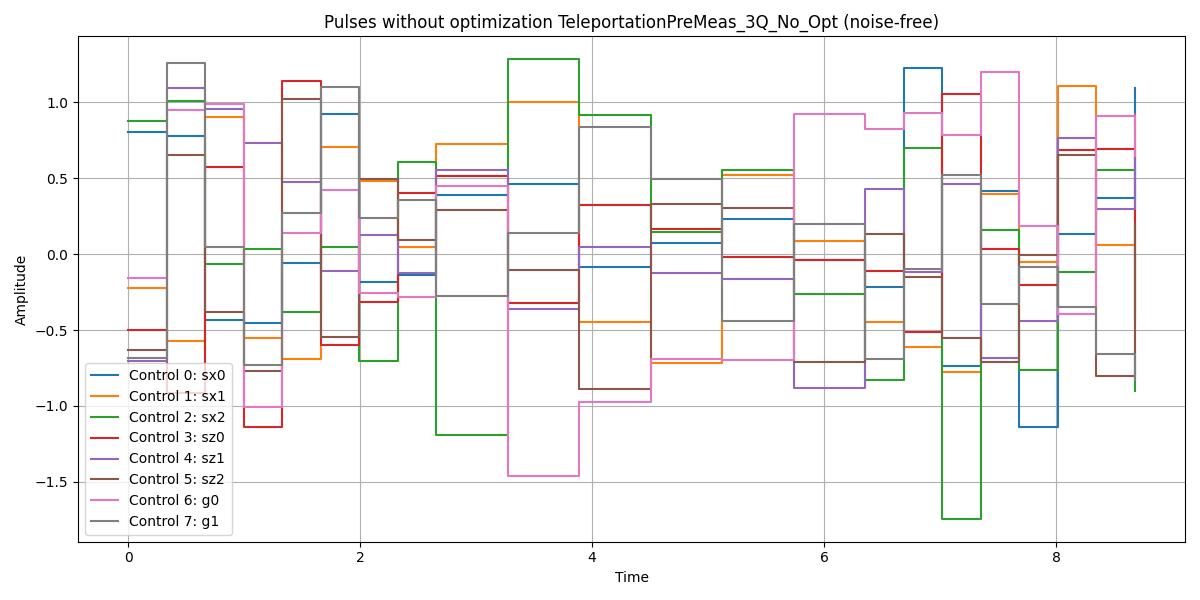 Pulses without optimization TeleportationPreMeas_3Q_No_Opt (noise-free)
Amplitude
1.0
0.5
0.0
−0.5
−1.0
−1.5
Control 0: sx0
Control 1: sx1
Control 2: sx2
Control 3: sz0
Control 4: sz1
Control 5: sz2
Control 6: g0
Control 7: g1
0 2 4 6 8
Time